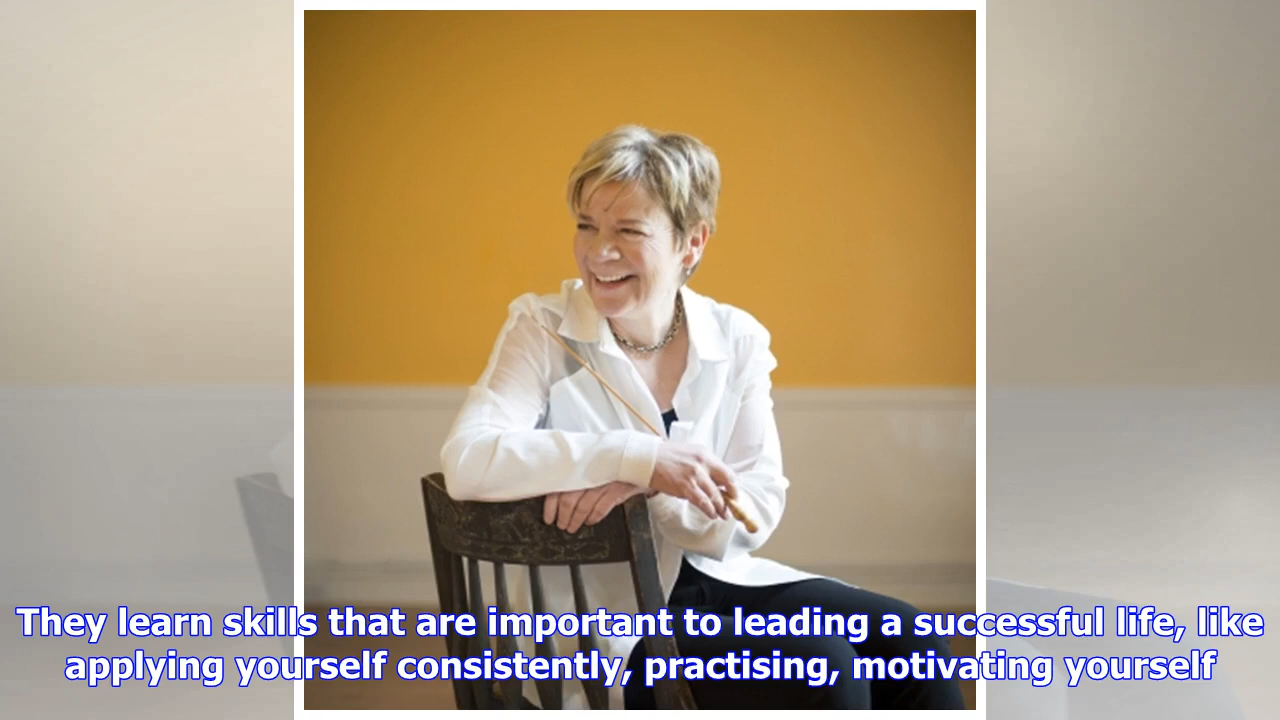 They learn skills that are important to leading a successful life, like
applying yourself consistently, practising, motivating yourself